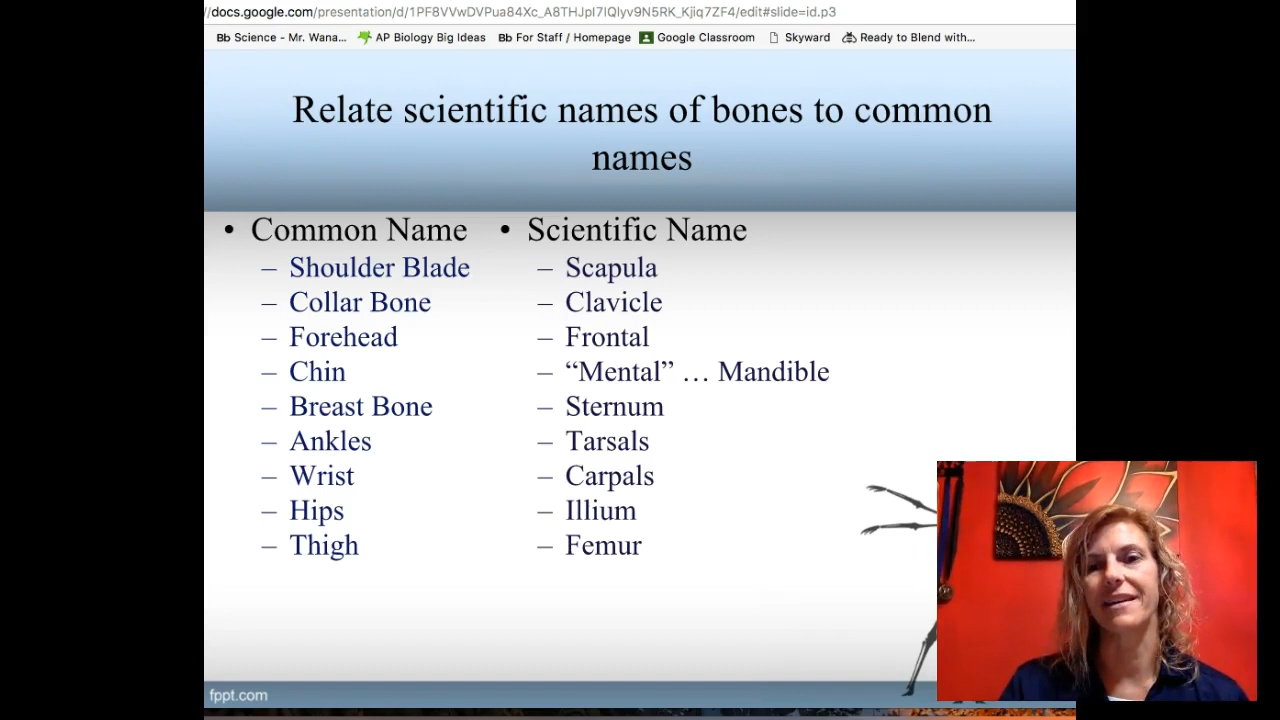 //docs.google.com/presentation/d/1PF8VVwDVPua84Xc_A8THJpI7IQlyv9N5RK_Kjiq7ZF4/edit#slide=id.p3
Bb Science - Mr. Wana... AP Biology Big Ideas Bb For Staff / Homepage Google Classroom Skyward Ready to Blend with...
Relate scientific names of bones to common
names
• Common Name • Scientific Name
– Shoulder Blade – Scapula
– Collar Bone – Clavicle
– Forehead – Frontal
– Chin – “Mental” … Mandible
– Breast Bone – Sternum
– Ankles – Tarsals
– Wrist – Carpals
– Hips – Illium
– Thigh – Femur
fppt.com